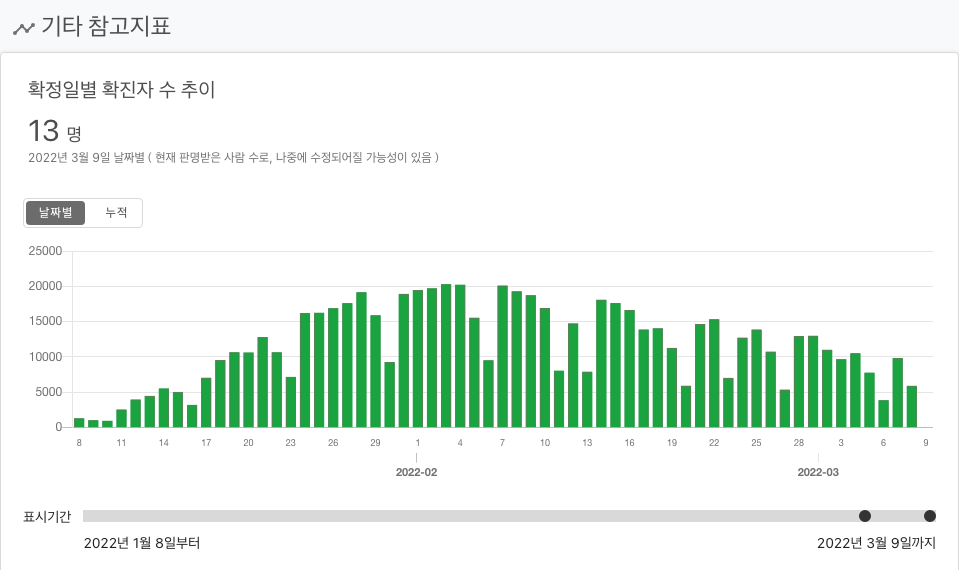 기타 참고지표
확정일별 확진자 수 추이
13 명
2022년 3월 9일 날짜별 ( 현재 판명받은 사람 수로, 나중에 수정되어질 가능성이 있음 )
날짜별 누적
25000
20000
15000
10000
5000
0
8 11 14 17 20 23 26 29 1 4 7 10 13 16 19 22 25 28 3 6 9
2022-02 2022-03
표시기간
2022년 1월 8일부터 2022년 3월 9일까지